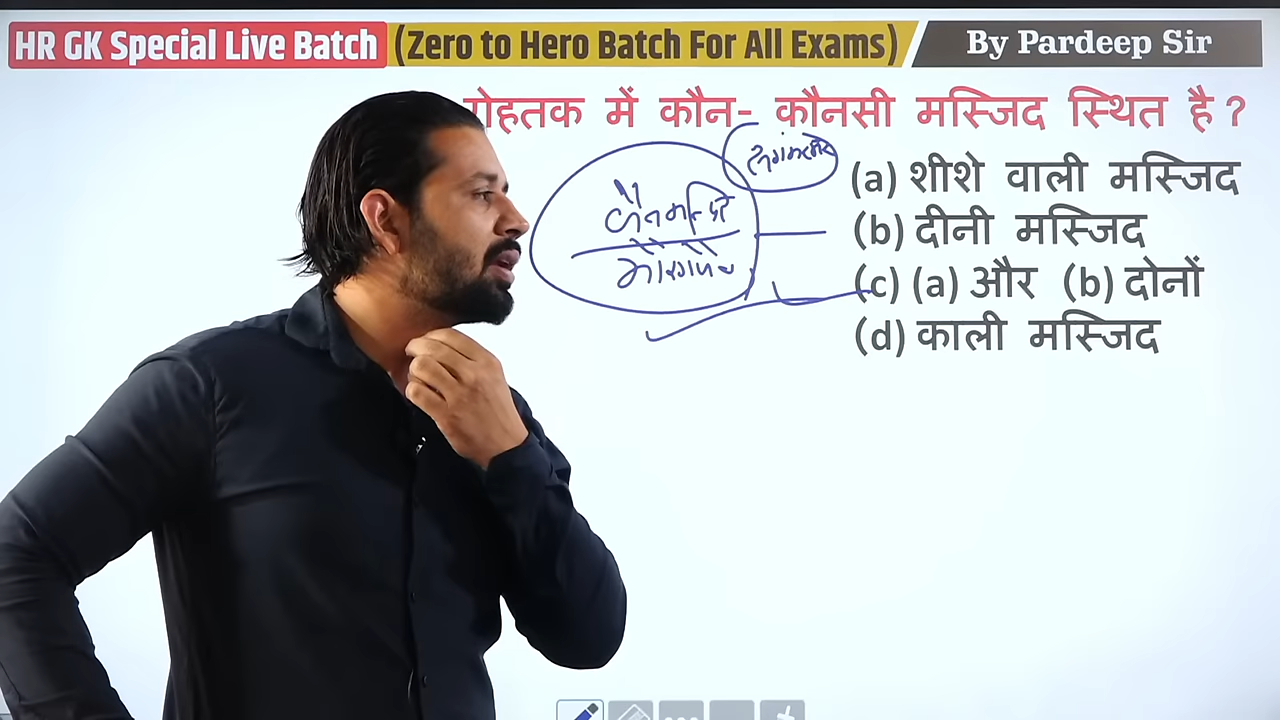 HR GK Special Live Batch (Zero to Hero Batch For All Exams) By Pardeep Sir
रोहतक में कौन- कौनसी मस्जिद स्थित है ?
(a) शीशे वाली मस्जिद
(b) दीनी मस्जिद
(c) (a) और (b) दोनों
(d) काली मस्जिद